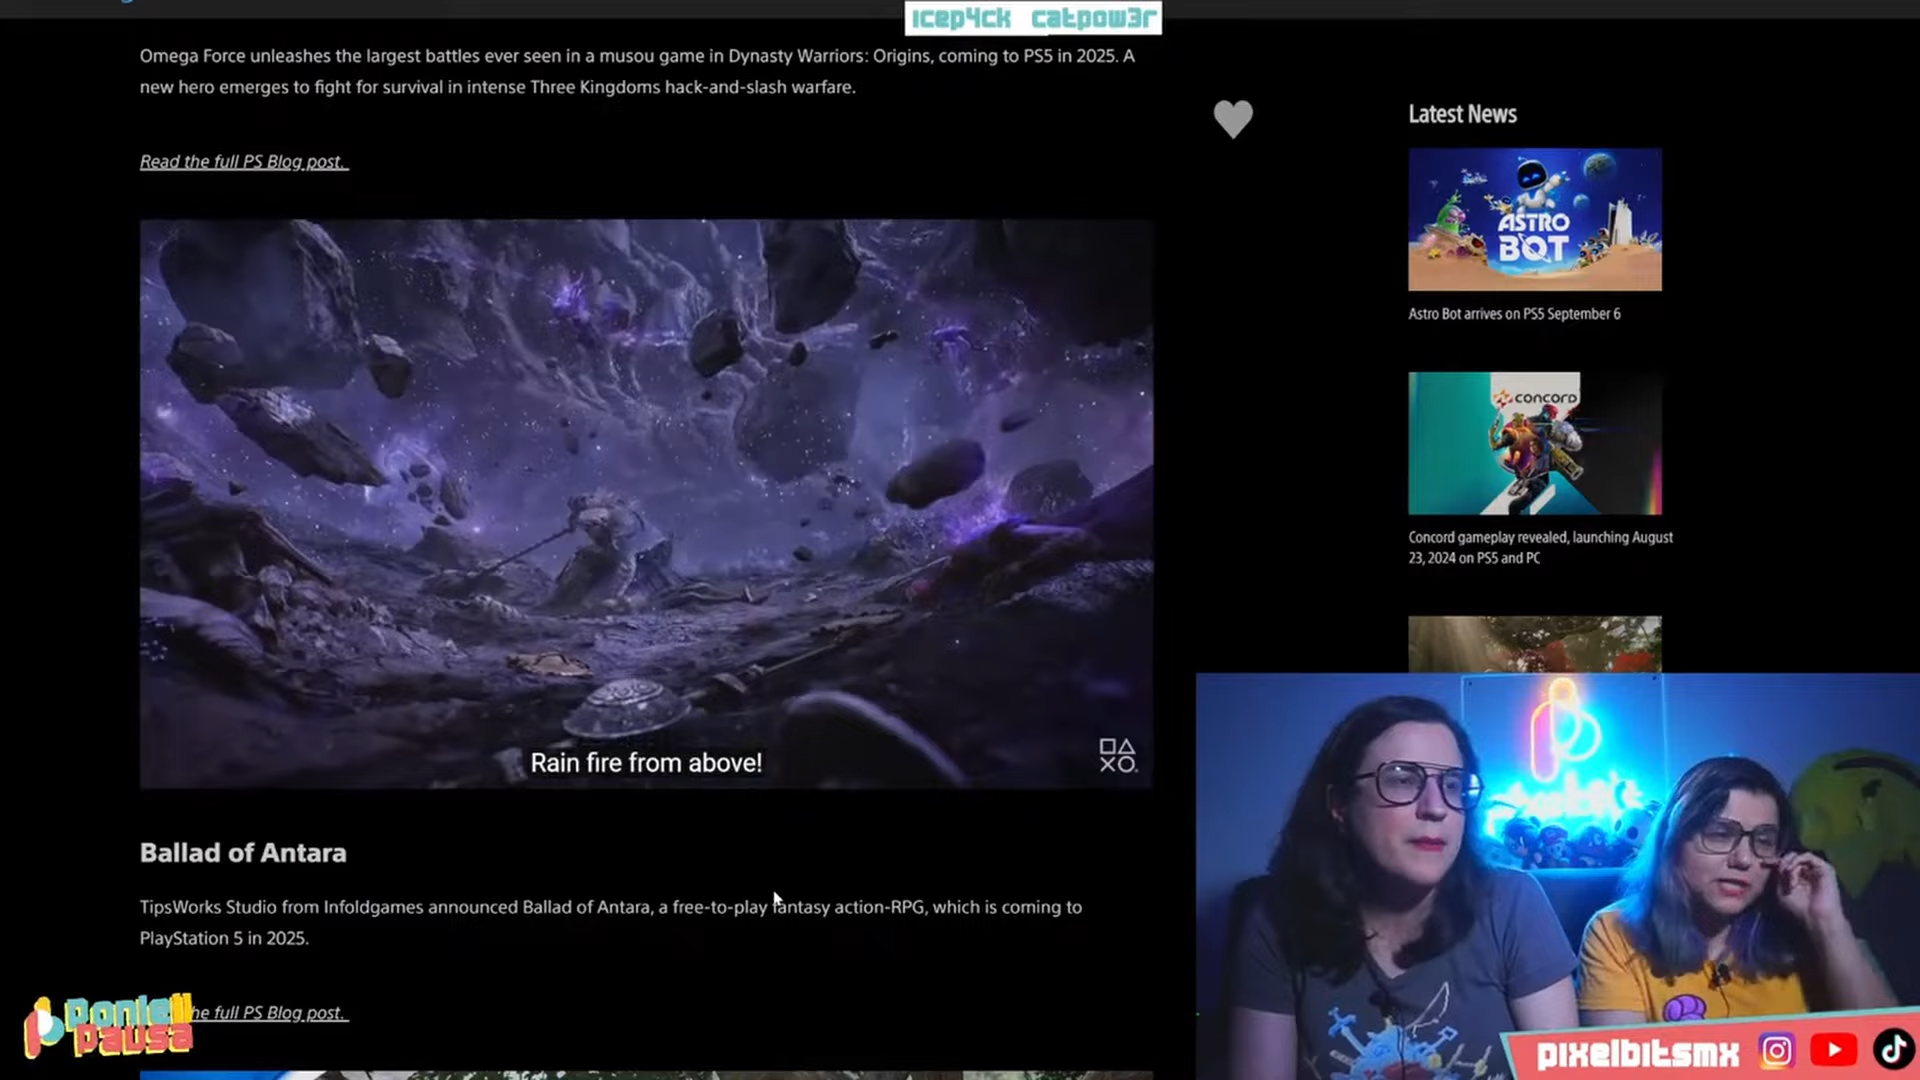 icep4ck catpow3r
Omega Force unleashes the largest battles ever seen in a musou game in Dynasty Warriors: Origins, coming to PS5 in 2025. A
new hero emerges to fight for survival in intense Three Kingdoms hack-and-slash warfare.
Read the full PS Blog post.
Rain fire from above!
Ballad of Antara
TipsWorks Studio from Infoldgames announced Ballad of Antara, a free-to-play fantasy action-RPG, which is coming to
PlayStation 5 in 2025.
he full PS Blog post.
Latest News
ASTRO
BOT
Astro Bot arrives on PS5 September 6
CONCORD
Concord gameplay revealed, launching August
23, 2024 on PS5 and PC
Ponle
Pausa
pixelbitsmx